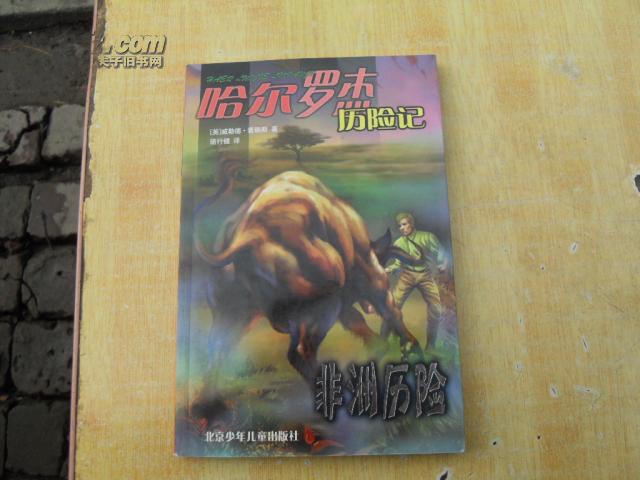 .com
夫子旧书网
哈尔罗杰
历险记
[英]威勒德·普赖斯 著
译
非洲历险
北京少年儿童出版社